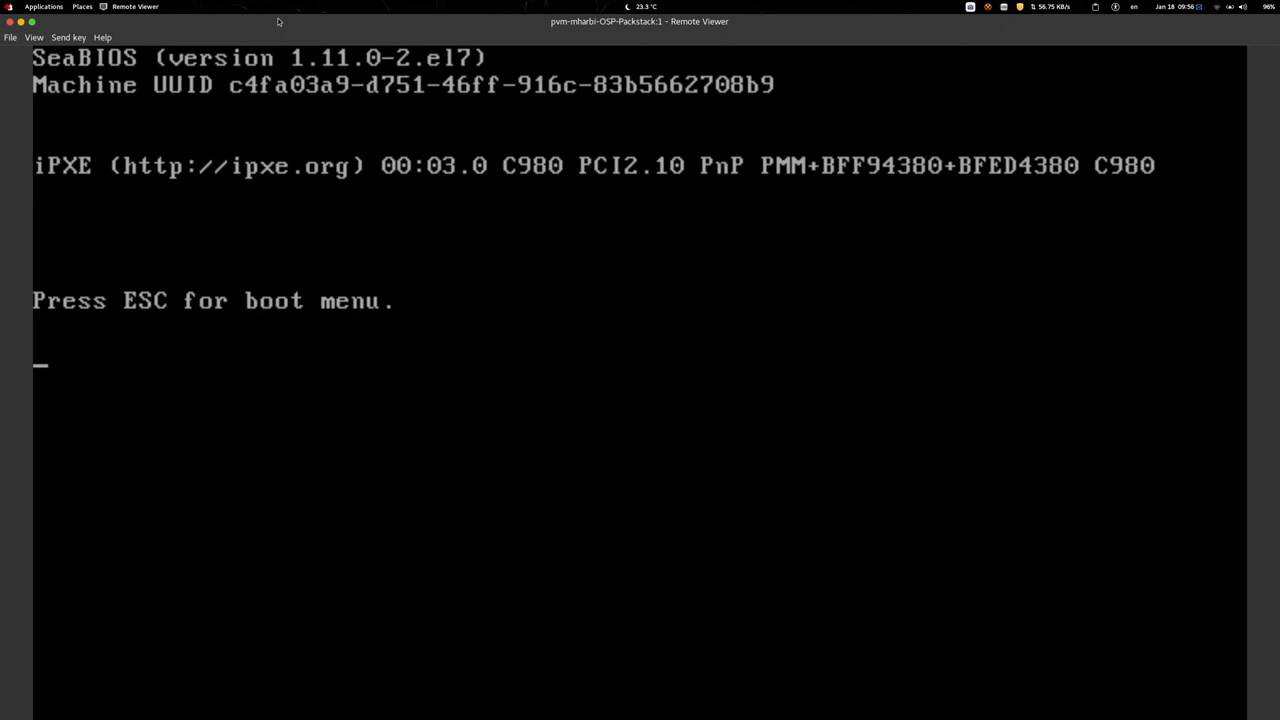 Applications Places Remote Viewer 23.3 °C 56.75 KB/s en Jan 18 09:56 96%
pvm-mharbi-OSP-Packstack:1 - Remote Viewer
File View Send key Help
SeaBIOS (version 1.11.0-2.el7)
Machine UUID c4fa03a9-d751-46ff-916c-83b5662708b9
iPXE (http://ipxe.org) 00:03.0 C980 PCI2.10 PnP PMM+BFF94380+BFED4380 C980
Press ESC for boot menu.